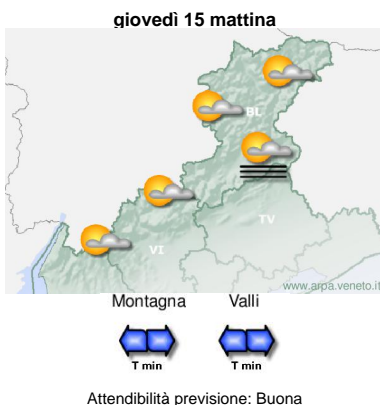 giovedì 15 mattina
BL
TV
VI
www.arpa.veneto.it
Montagna Valli
T min T min
Attendibilità previsione: Buona